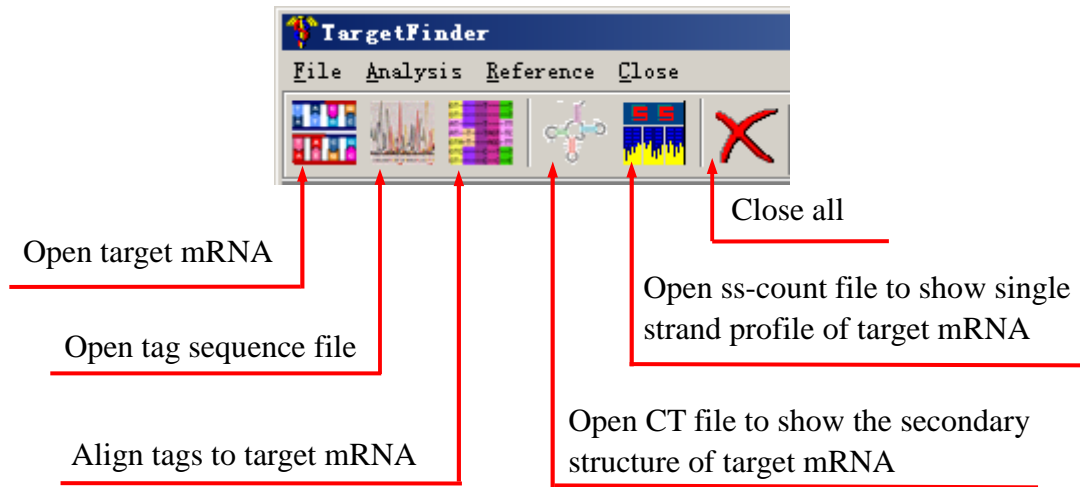 TargetFinder
File Analysis Reference Close
SS
Close all
Open target mRNA
Open ss-count file to show single
strand profile of target mRNA
Open tag sequence file
Open CT file to show the secondary
structure of target mRNA
Align tags to target mRNA